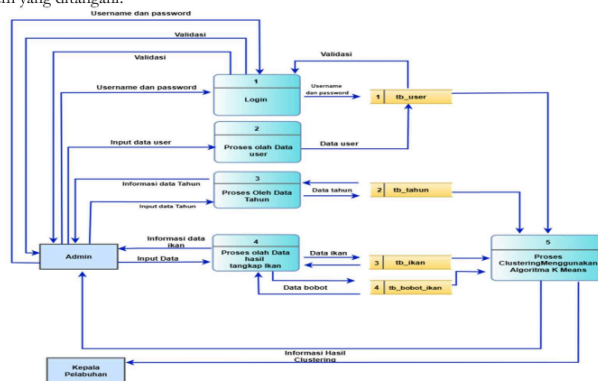 yang ditangani.
Username dan password
Validasi
Validasi
Validasi
Username dan password
1
Login
Username
dan password
1 tb_user
2
Proses olah Data
user
Input data user
Data user
3
Proses Oleh Data
Tahun
Informasi data Tahun
Input data Tahun
Data tahun
2 tb_tahun
Informasi data
ikan
Input Data
4
Proses olah Data
hasil
tangkap Ikan
Data ikan
3 tb_ikan
Data bobot
4 tb_bobot_ikan
5
Proses
ClusteringMenggunakan
Algoritma K Means
Admin
Informasi Hasil
Clustering
Kepala
Pelabuhan